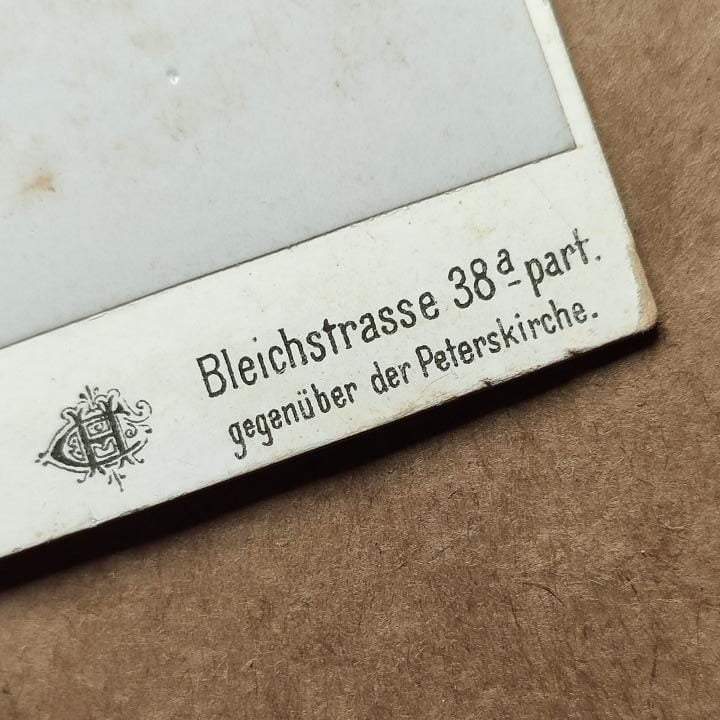 Bleichstrasse 38a part.
gegenüber der Peterskirche.